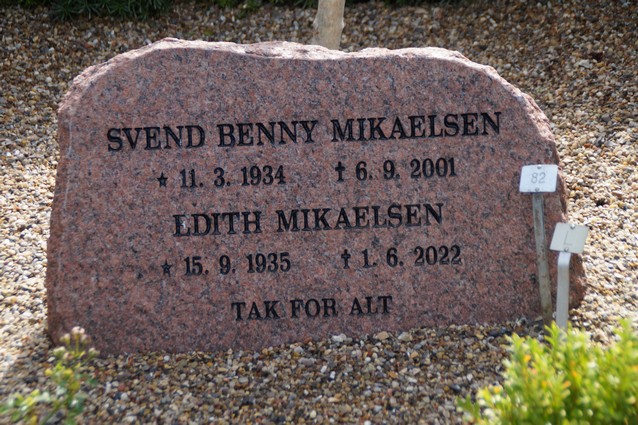 SVEND BENNY MIKAELSEN
★ 11. 3. 1934 ✝ 6. 9. 2001
EDITH MIKAELSEN
★ 15. 9. 1935 ✝ 1. 6. 2022
TAK FOR ALT
82